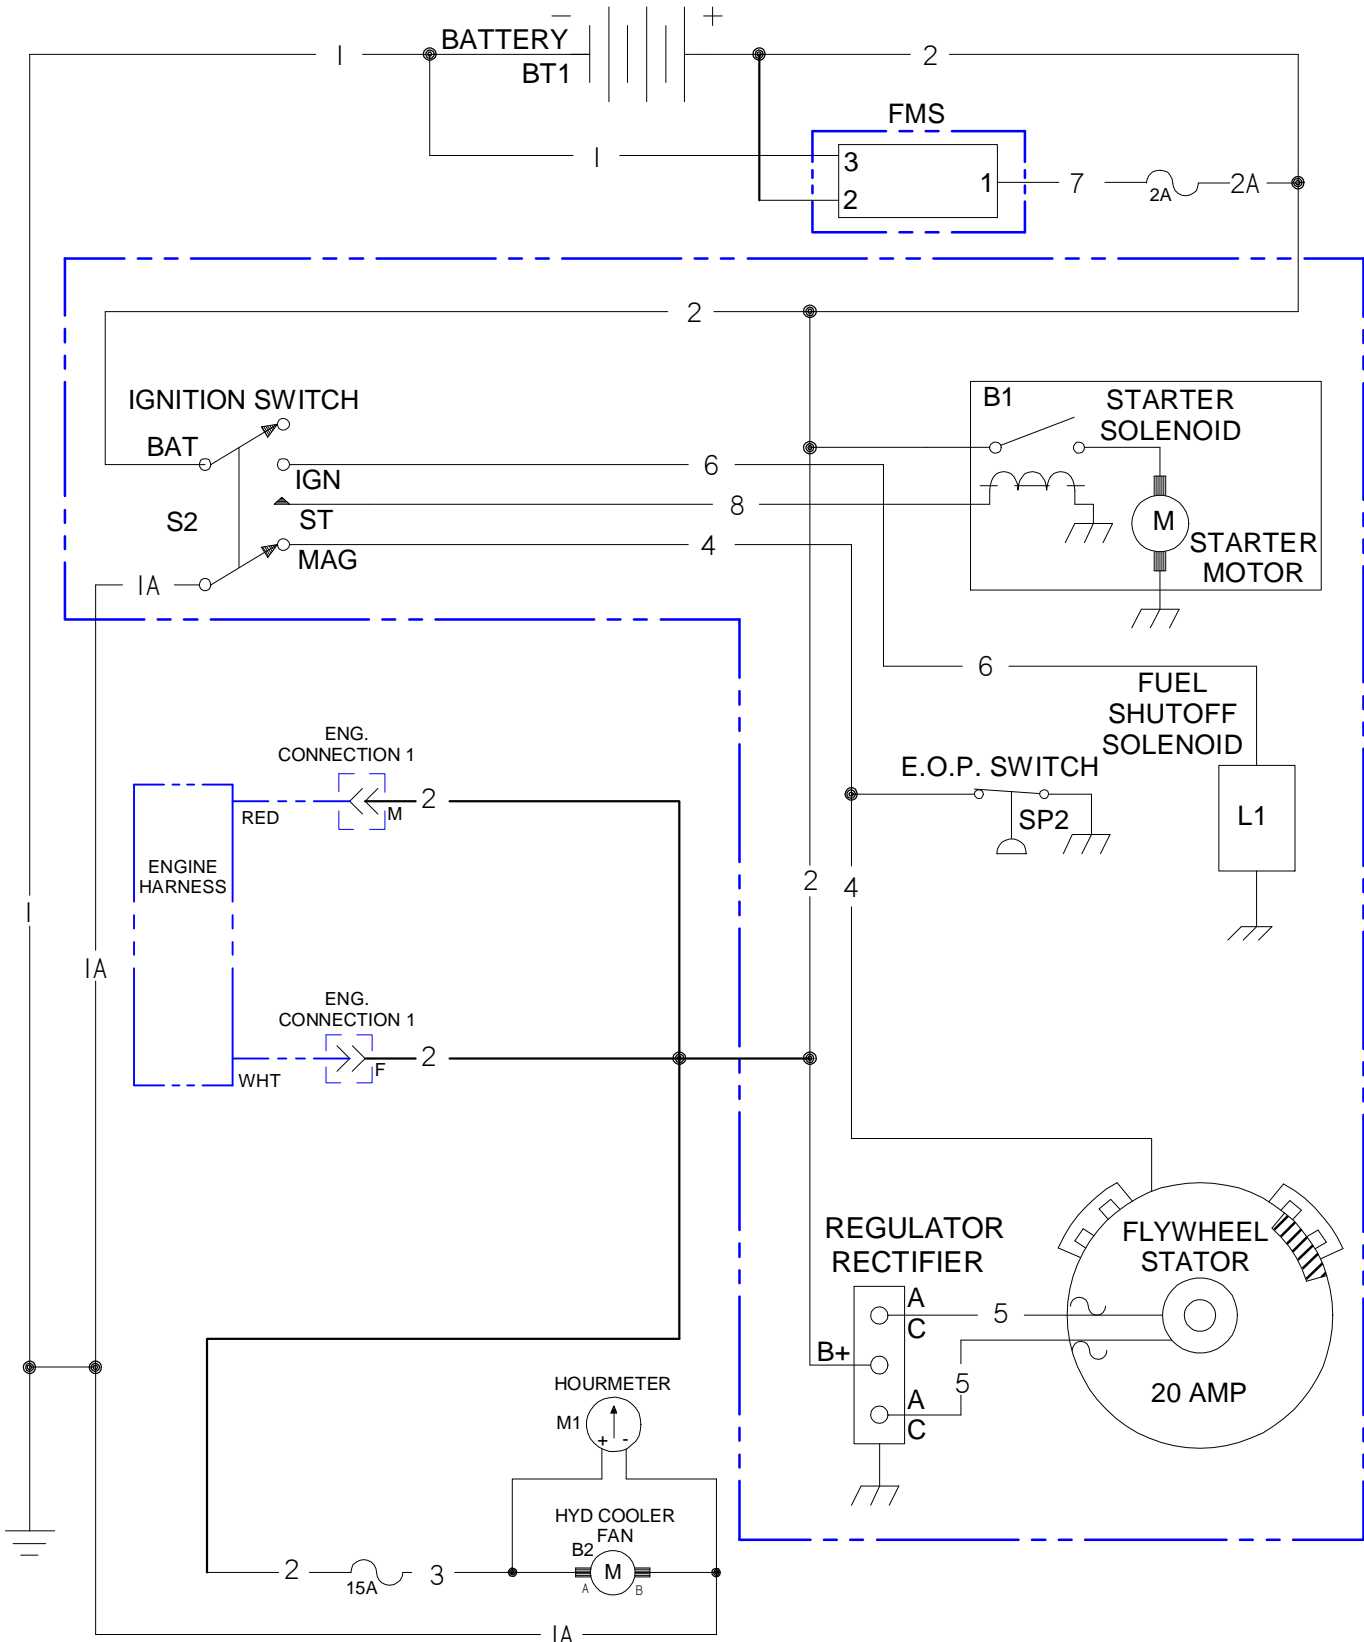 − +
I
BATTERY
BT1
2
FMS
I
3
2
1
7
2A
2A
2
IGNITION SWITCH
BAT
IGN
S2
ST
MAG
IA
6
8
4
B1
STARTER
SOLENOID
M
STARTER
MOTOR
6
FUEL
SHUTOFF
SOLENOID
E.O.P. SWITCH
SP2
L1
ENG.
CONNECTION 1
RED
M
2
ENGINE
HARNESS
2
4
I
IA
ENG.
CONNECTION 1
WHT
F
2
REGULATOR
RECTIFIER
FLYWHEEL
STATOR
A
C
5
B+
5
A
C
20 AMP
HOURMETER
M1
+ -
HYD COOLER
FAN
B2
M
A
B
2
15A
3
IA